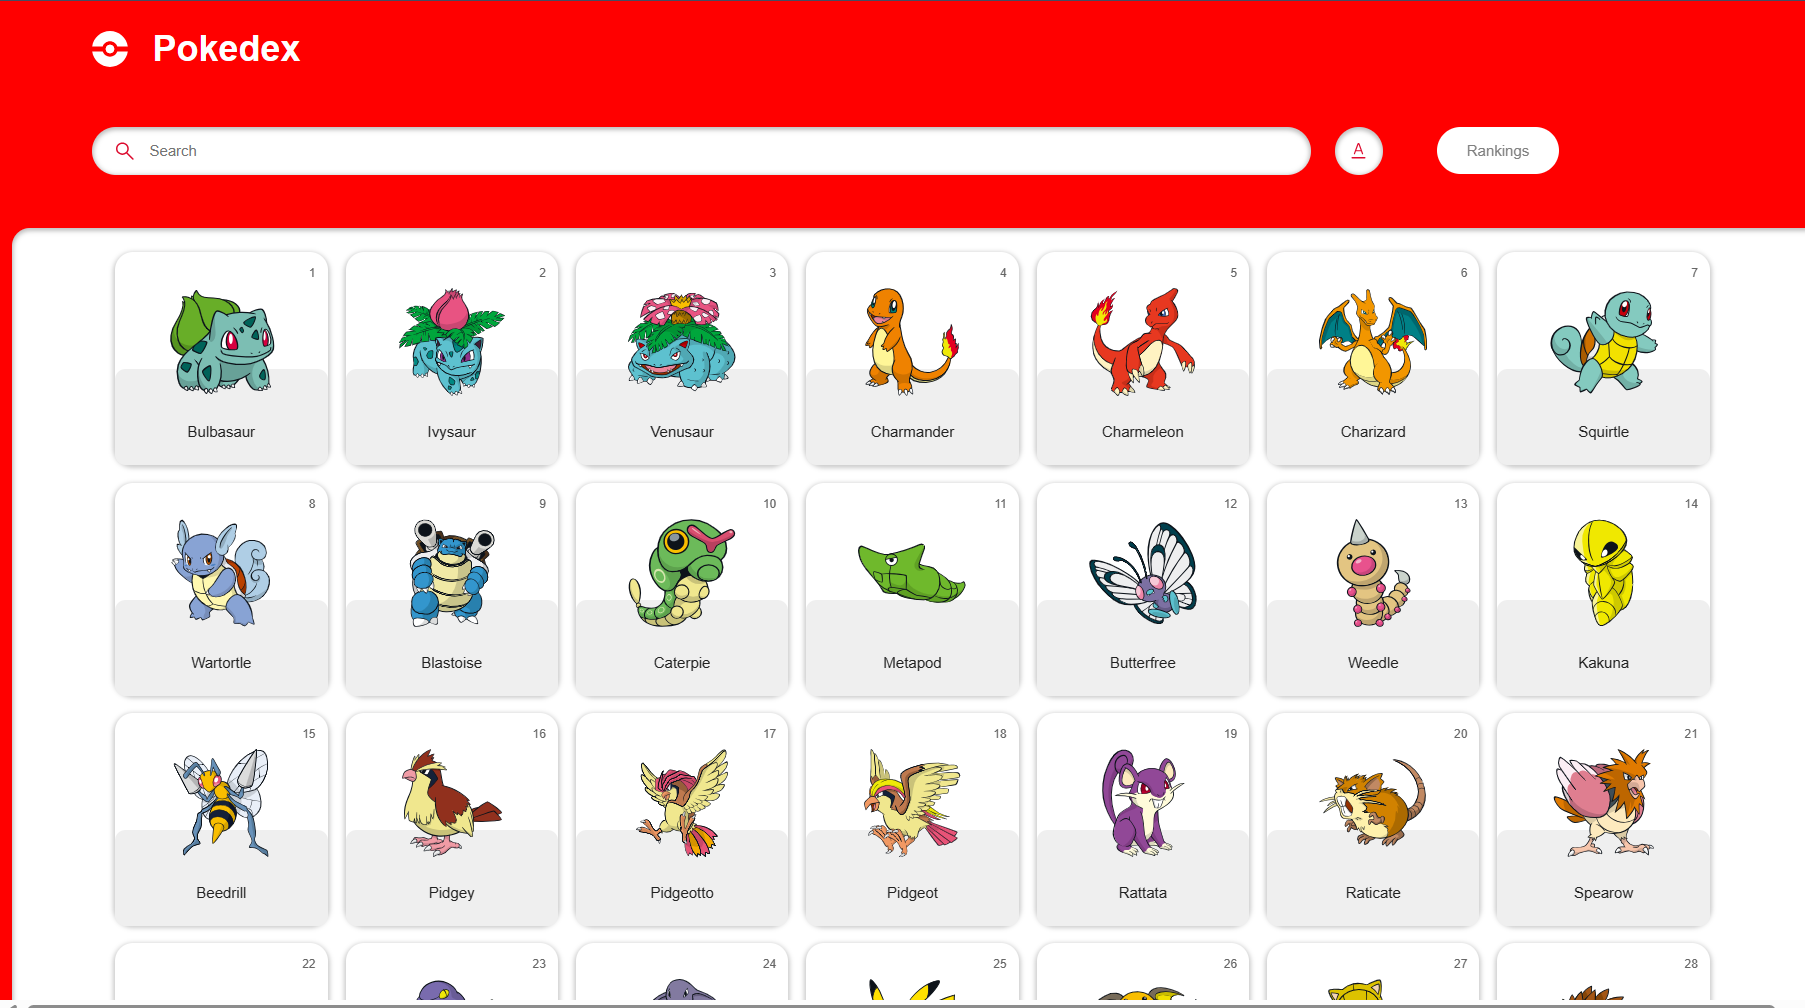 Pokedex
Search
A
Rankings
1
2
3
4
5
6
7
Bulbasaur
Ivysaur
Venusaur
Charmander
Charmeleon
Charizard
Squirtle
8
9
10
11
12
13
14
Wartortle
Blastoise
Caterpie
Metapod
Butterfree
Weedle
Kakuna
15
16
17
18
19
20
21
Beedrill
Pidgey
Pidgeotto
Pidgeot
Rattata
Raticate
Spearow
22
23
24
25
26
27
28